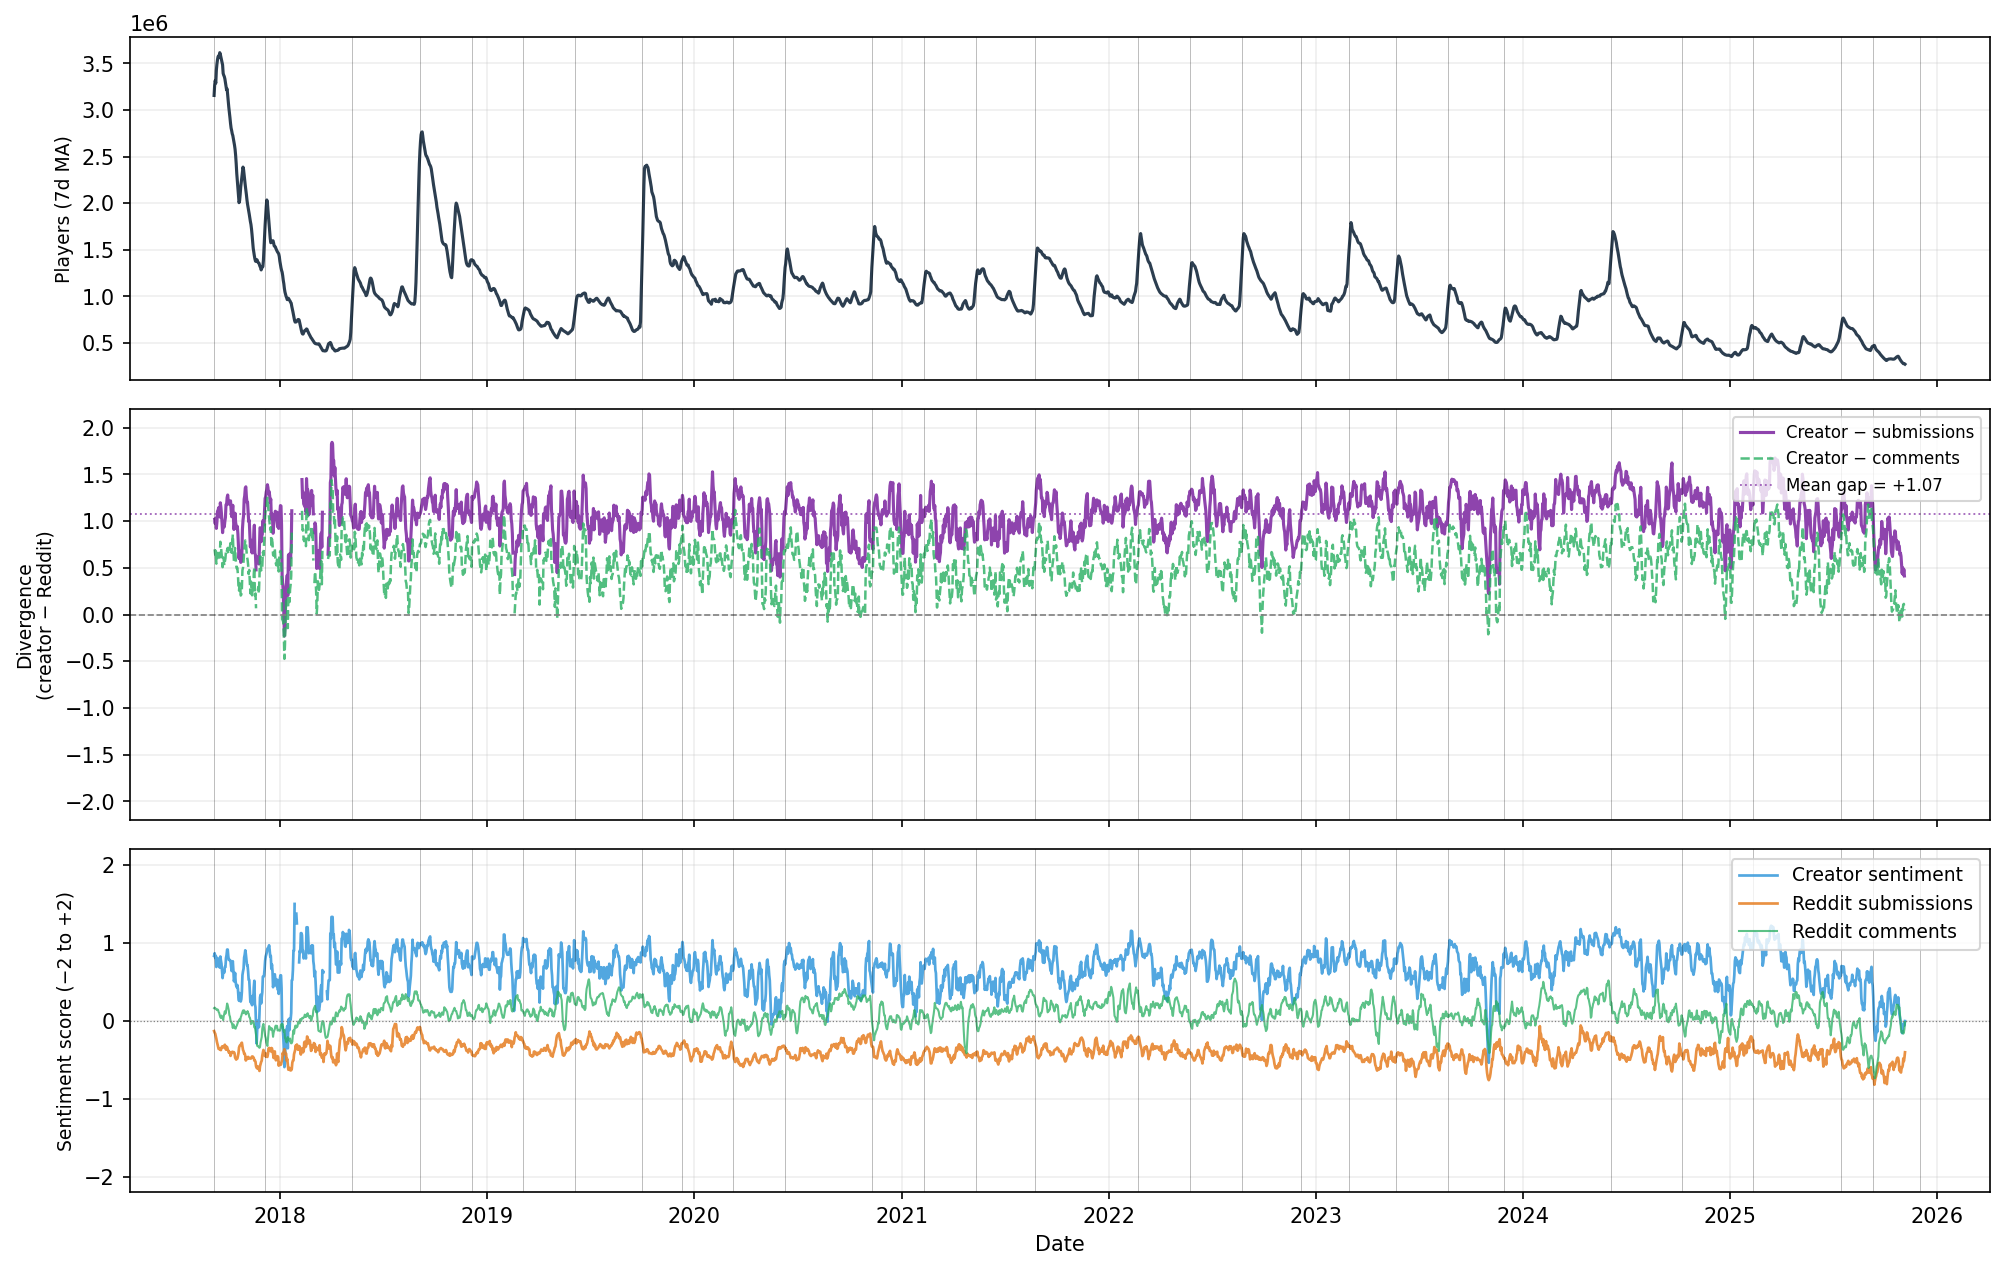 1e6
3.5
3.0
2.5
2.0
1.5
1.0
0.5
Players (7d MA)
2.0
1.5
1.0
0.5
0.0
−0.5
−1.0
−1.5
−2.0
Divergence
(creator − Reddit)
Creator − submissions
Creator − comments
Mean gap = +1.07
2
1
0
−1
−2
Sentiment score (−2 to +2)
Creator sentiment
Reddit submissions
Reddit comments
2018 2019 2020 2021 2022 2023 2024 2025 2026
Date